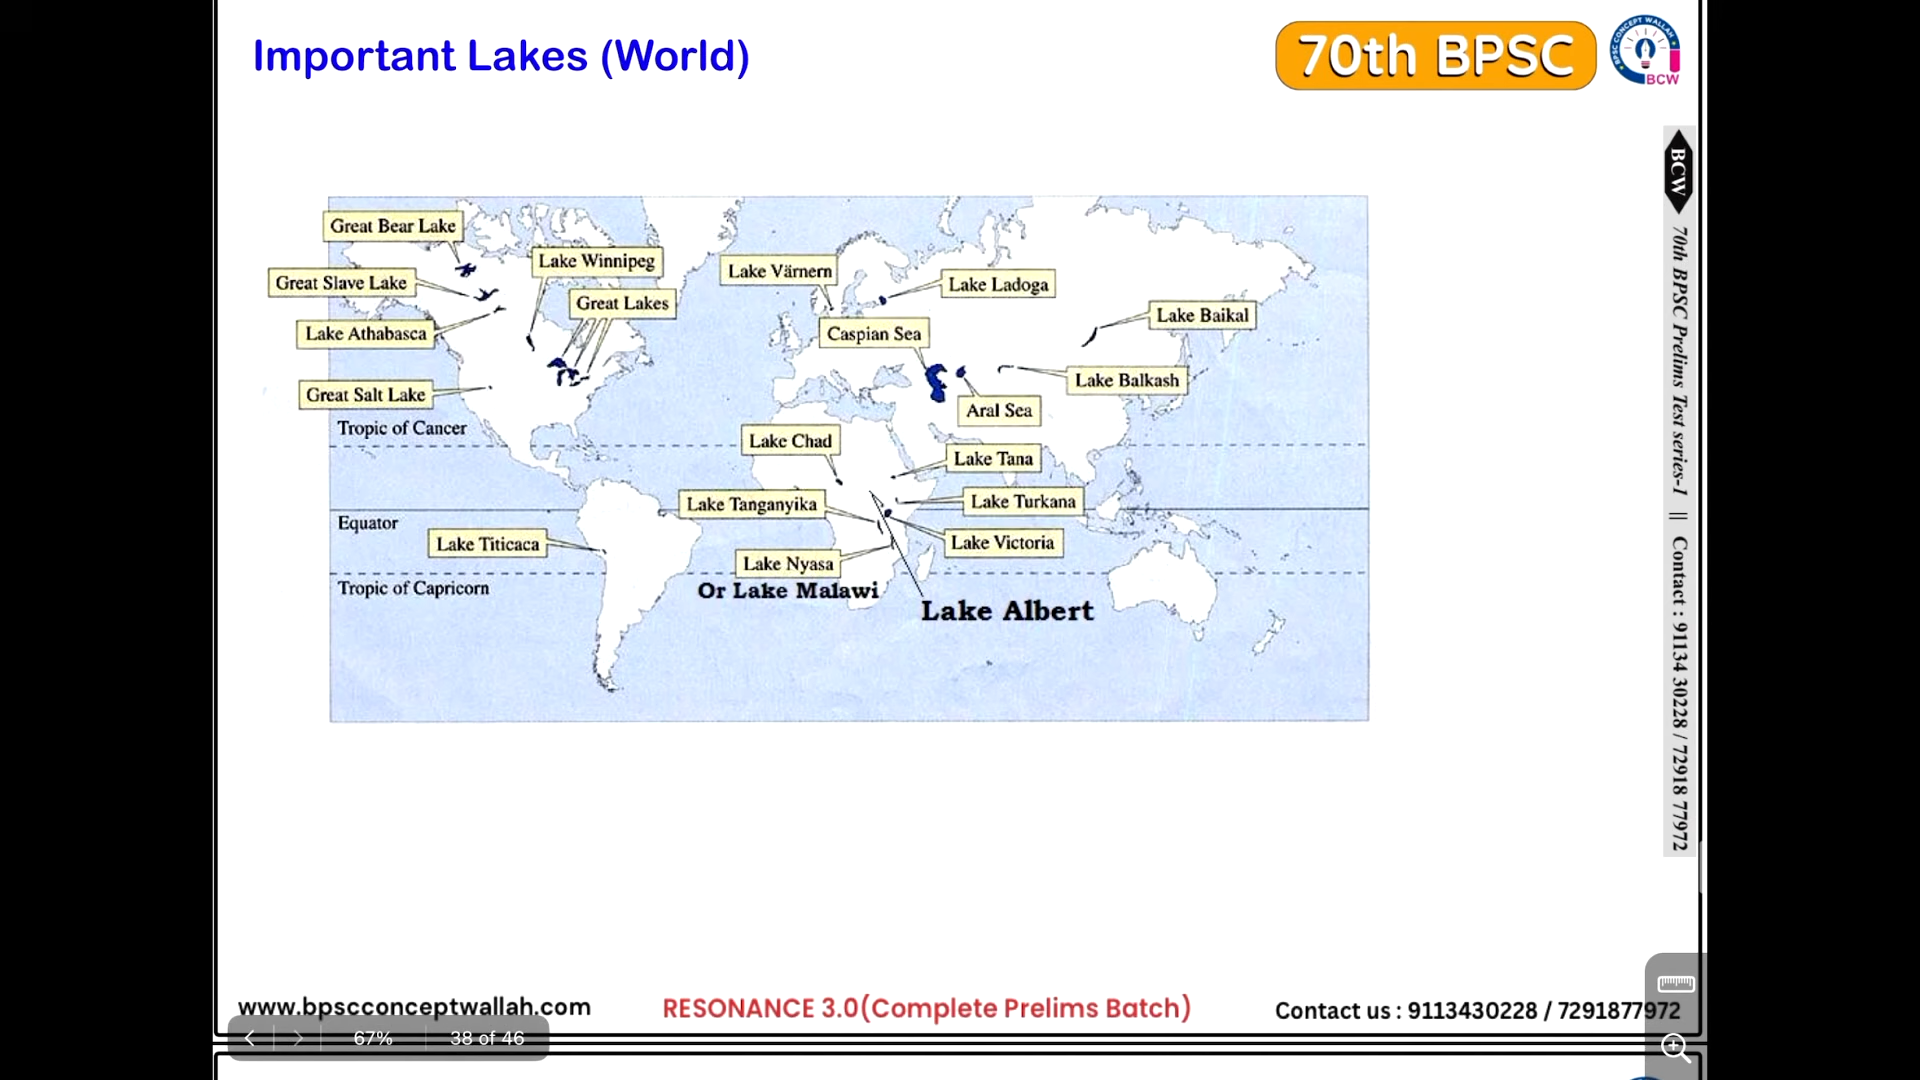 Important Lakes (World)
70th BPSC
BPSC CONCEPT WALLAH
BCW
BCW
70th BPSC Prelims Test series-1 || Contact : 91134 30228 / 72918 77972
Great Bear Lake
Lake Winnipeg
Great Slave Lake
Great Lakes
Lake Athabasca
Great Salt Lake
Lake Värnern
Lake Ladoga
Caspian Sea
Lake Baikal
Lake Balkash
Aral Sea
Tropic of Cancer
Lake Chad
Lake Tana
Lake Tanganyika
Lake Turkana
Equator
Lake Titicaca
Lake Victoria
Lake Nyasa
Tropic of Capricorn
Or Lake Malawi
Lake Albert
www.bpscconceptwallah.com
RESONANCE 3.0(Complete Prelims Batch)
Contact us : 9113430228 / 7291877972
67%
38 of 46